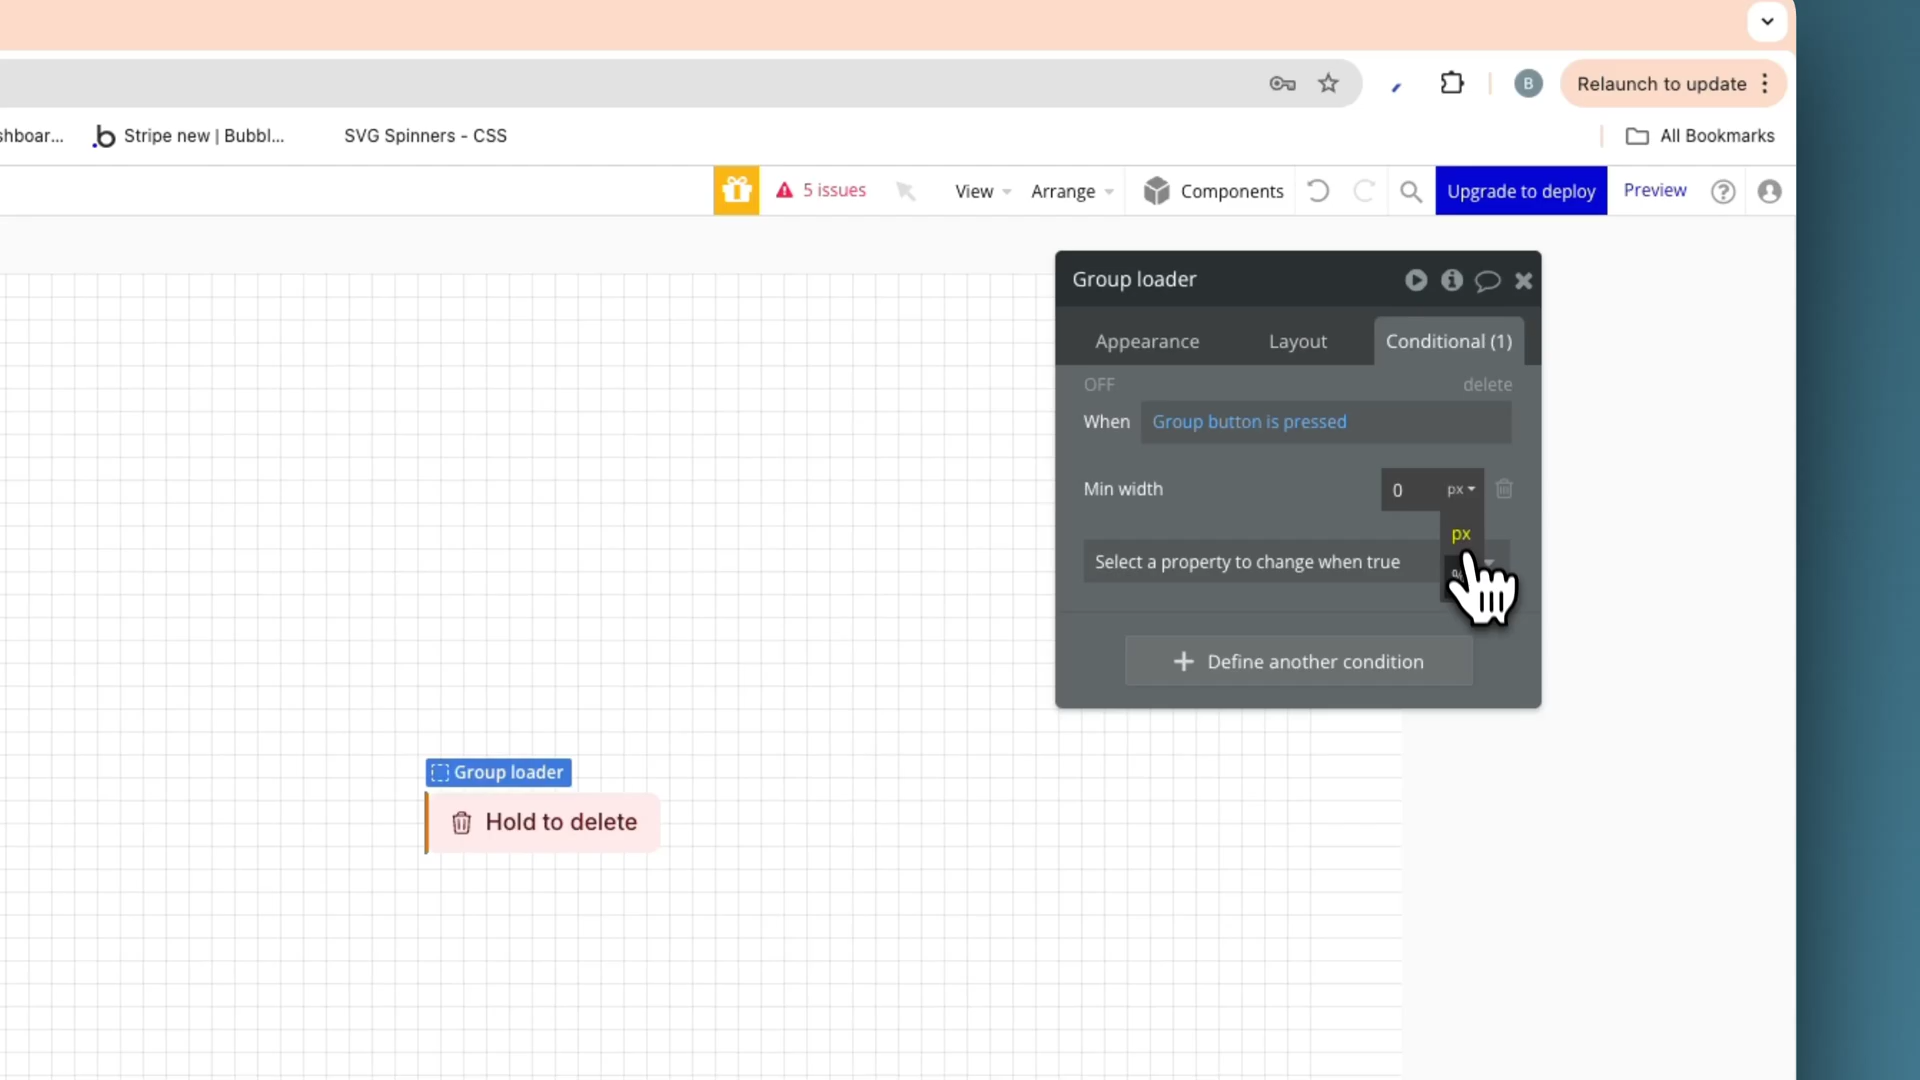 B
Relaunch to update
shboar...
Stripe new | Bubbl...
SVG Spinners - CSS
All Bookmarks
5 issues
View
Arrange
Components
Upgrade to deploy
Preview
Group loader
Appearance
Layout
Conditional (1)
OFF
delete
When
Group button is pressed
Min width
0
px
px
Select a property to change when true
Define another condition
Group loader
Hold to delete